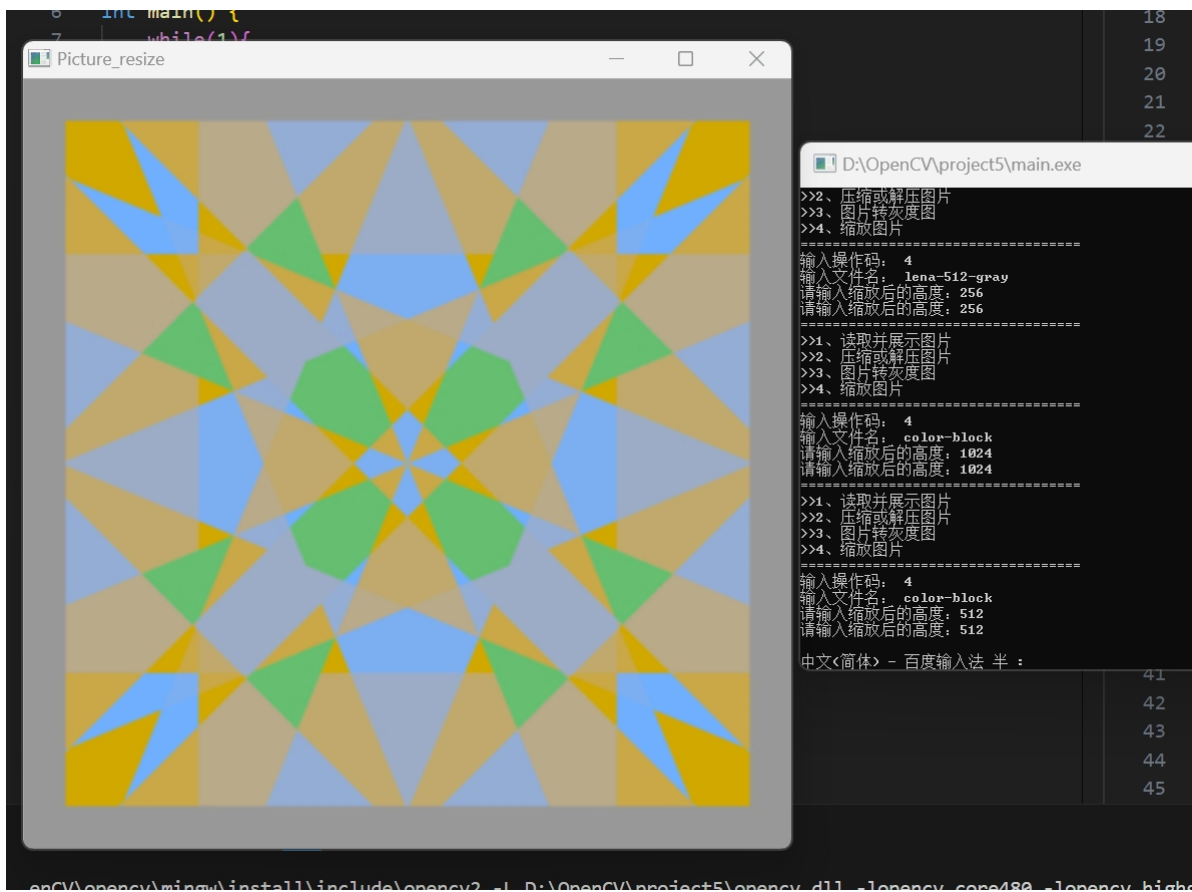 6 int main() {
7 while(1){
Picture_resize
18
19
20
21
22
D:\OpenCV\project5\main.exe
>>2、压缩或解压图片
>>3、图片转灰度图
>>4、缩放图片
===================================
输入操作码： 4
输入文件名： lena-512-gray
请输入缩放后的高度：256
请输入缩放后的高度：256
===================================
>>1、读取并展示图片
>>2、压缩或解压图片
>>3、图片转灰度图
>>4、缩放图片
===================================
输入操作码： 4
输入文件名： color-block
请输入缩放后的高度：1024
请输入缩放后的高度：1024
===================================
>>1、读取并展示图片
>>2、压缩或解压图片
>>3、图片转灰度图
>>4、缩放图片
===================================
输入操作码： 4
输入文件名： color-block
请输入缩放后的高度：512
请输入缩放后的高度：512
中文(简体) - 百度输入法 半 :
41
42
43
44
45
enCV\opencv\mingw\install\include\opencv2 -L D:\OpenCV\project5\opencv_dll -lopencv_core480 -lopencv_highg